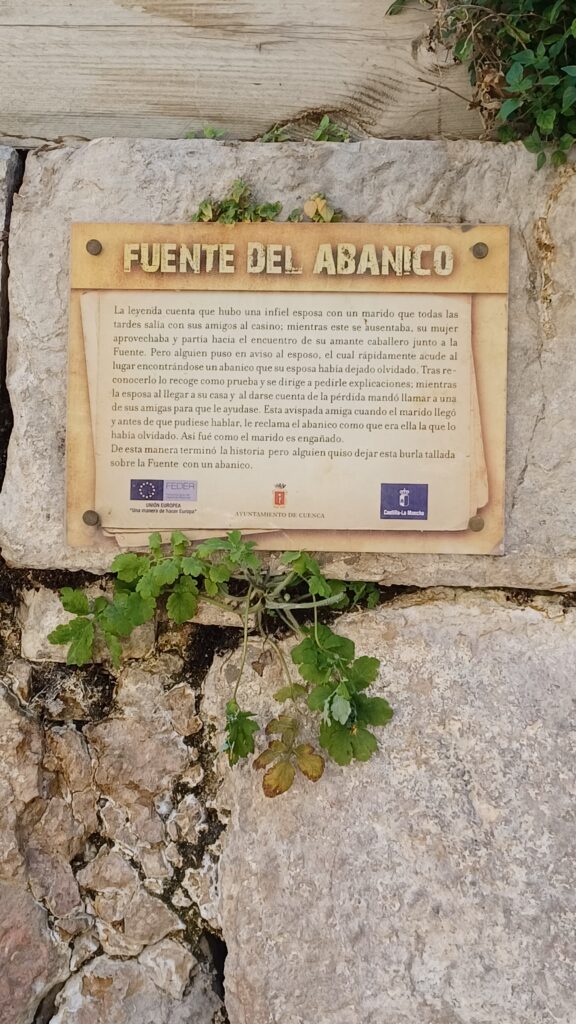 FUENTE DEL ABANICO
La leyenda cuenta que hubo una infiel esposa con un marido que todas las
tardes salía con sus amigos al casino; mientras este se ausentaba, su mujer
aprovechaba y partía hacia el encuentro de su amante caballero junto a la
Fuente. Pero alguien puso en aviso al esposo, el cual rápidamente acude al
lugar encontrándose un abanico que su esposa había dejado olvidado. Tras re-
conocerlo lo recoge como prueba y se dirige a pedirle explicaciones; mientras
la esposa al llegar a su casa y al darse cuenta de la pérdida mandó llamar a una
de sus amigas para que le ayudase. Esta avispada amiga cuando el marido llegó
y antes de que pudiese hablar, le reclama el abanico como que era ella la que lo
había olvidado. Así fué como el marido es engañado.
De esta manera terminó la historia pero alguien quiso dejar esta burla tallada
sobre la Fuente con un abanico.
FEDER
UNIÓN EUROPEA
"Una manera de hacer Europa"
AYUNTAMIENTO DE CUENCA
Castilla-La Mancha